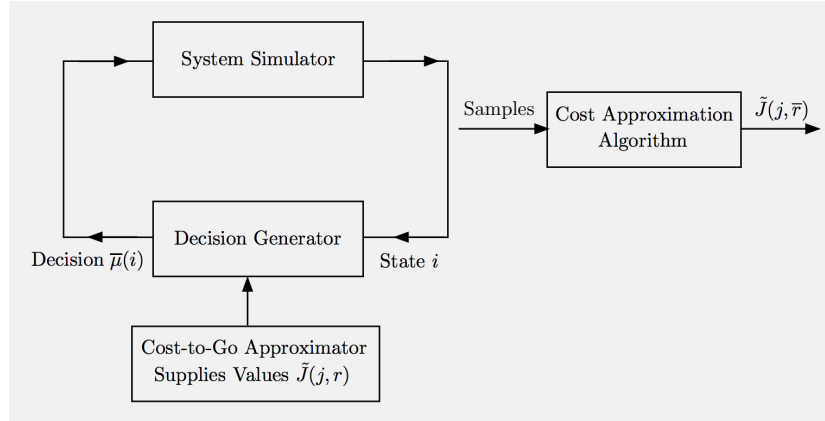 System Simulator
Samples
Cost Approximation
Algorithm
J̃(j, r̅)
Decision Generator
Decision μ̅(i)
State i
Cost-to-Go Approximator
Supplies Values J̃(j, r)